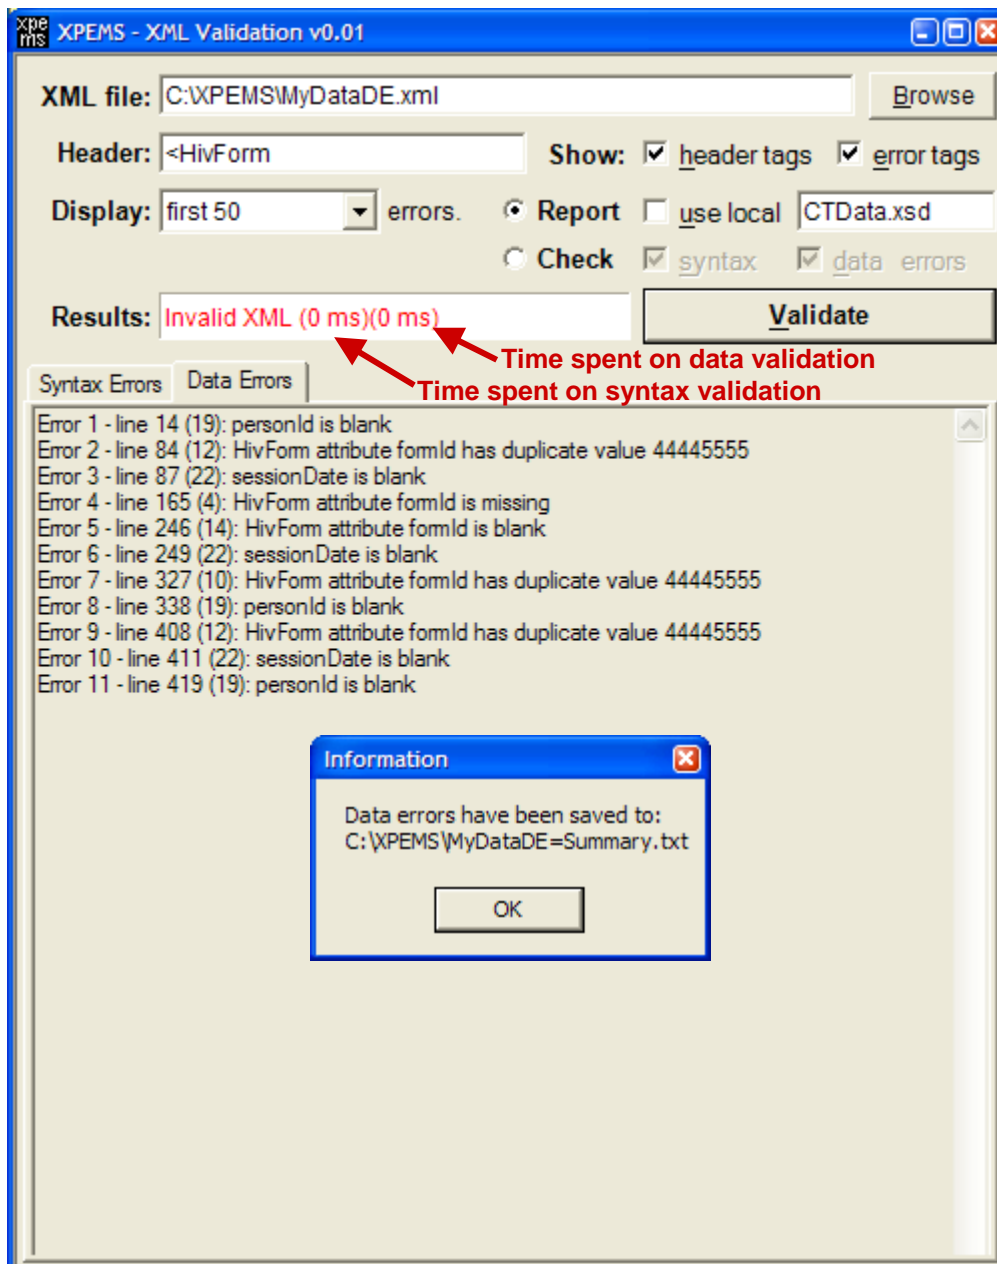 xpe
ms XPEMS - XML Validation v0.01
XML file: C:\XPEMS\MyDataDE.xml Browse
Header: <HivForm Show: header tags error tags
Display: first 50 errors. Report use local CTData.xsd
Check syntax data errors
Results: Invalid XML (0 ms)(0 ms) Validate
Time spent on data validation
Time spent on syntax validation
Syntax Errors Data Errors
Error 1 - line 14 (19): personId is blank
Error 2 - line 84 (12): HivForm attribute formId has duplicate value 44445555
Error 3 - line 87 (22): sessionDate is blank
Error 4 - line 165 (4): HivForm attribute formId is missing
Error 5 - line 246 (14): HivForm attribute formId is blank
Error 6 - line 249 (22): sessionDate is blank
Error 7 - line 327 (10): HivForm attribute formId has duplicate value 44445555
Error 8 - line 338 (19): personId is blank
Error 9 - line 408 (12): HivForm attribute formId has duplicate value 44445555
Error 10 - line 411 (22): sessionDate is blank
Error 11 - line 419 (19): personId is blank
Information
Data errors have been saved to:
C:\XPEMS\MyDataDE=Summary.txt
OK